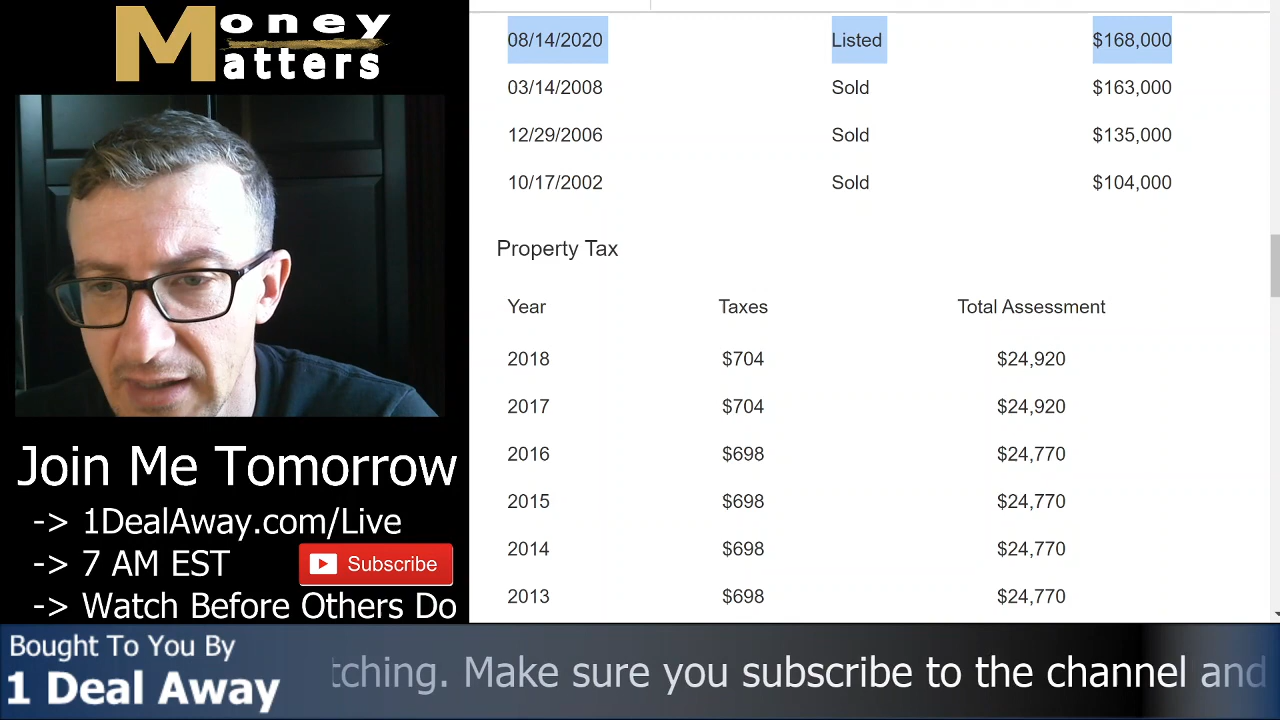 Money
Matters
08/14/2020 Listed $168,000
03/14/2008 Sold $163,000
12/29/2006 Sold $135,000
10/17/2002 Sold $104,000
Property Tax
Year Taxes Total Assessment
2018 $704 $24,920
2017 $704 $24,920
2016 $698 $24,770
2015 $698 $24,770
2014 $698 $24,770
2013 $698 $24,770
Join Me Tomorrow
-> 1DealAway.com/Live
-> 7 AM EST
Subscribe
-> Watch Before Others Do
Bought To You By
1 Deal Away
tching. Make sure you subscribe to the channel and